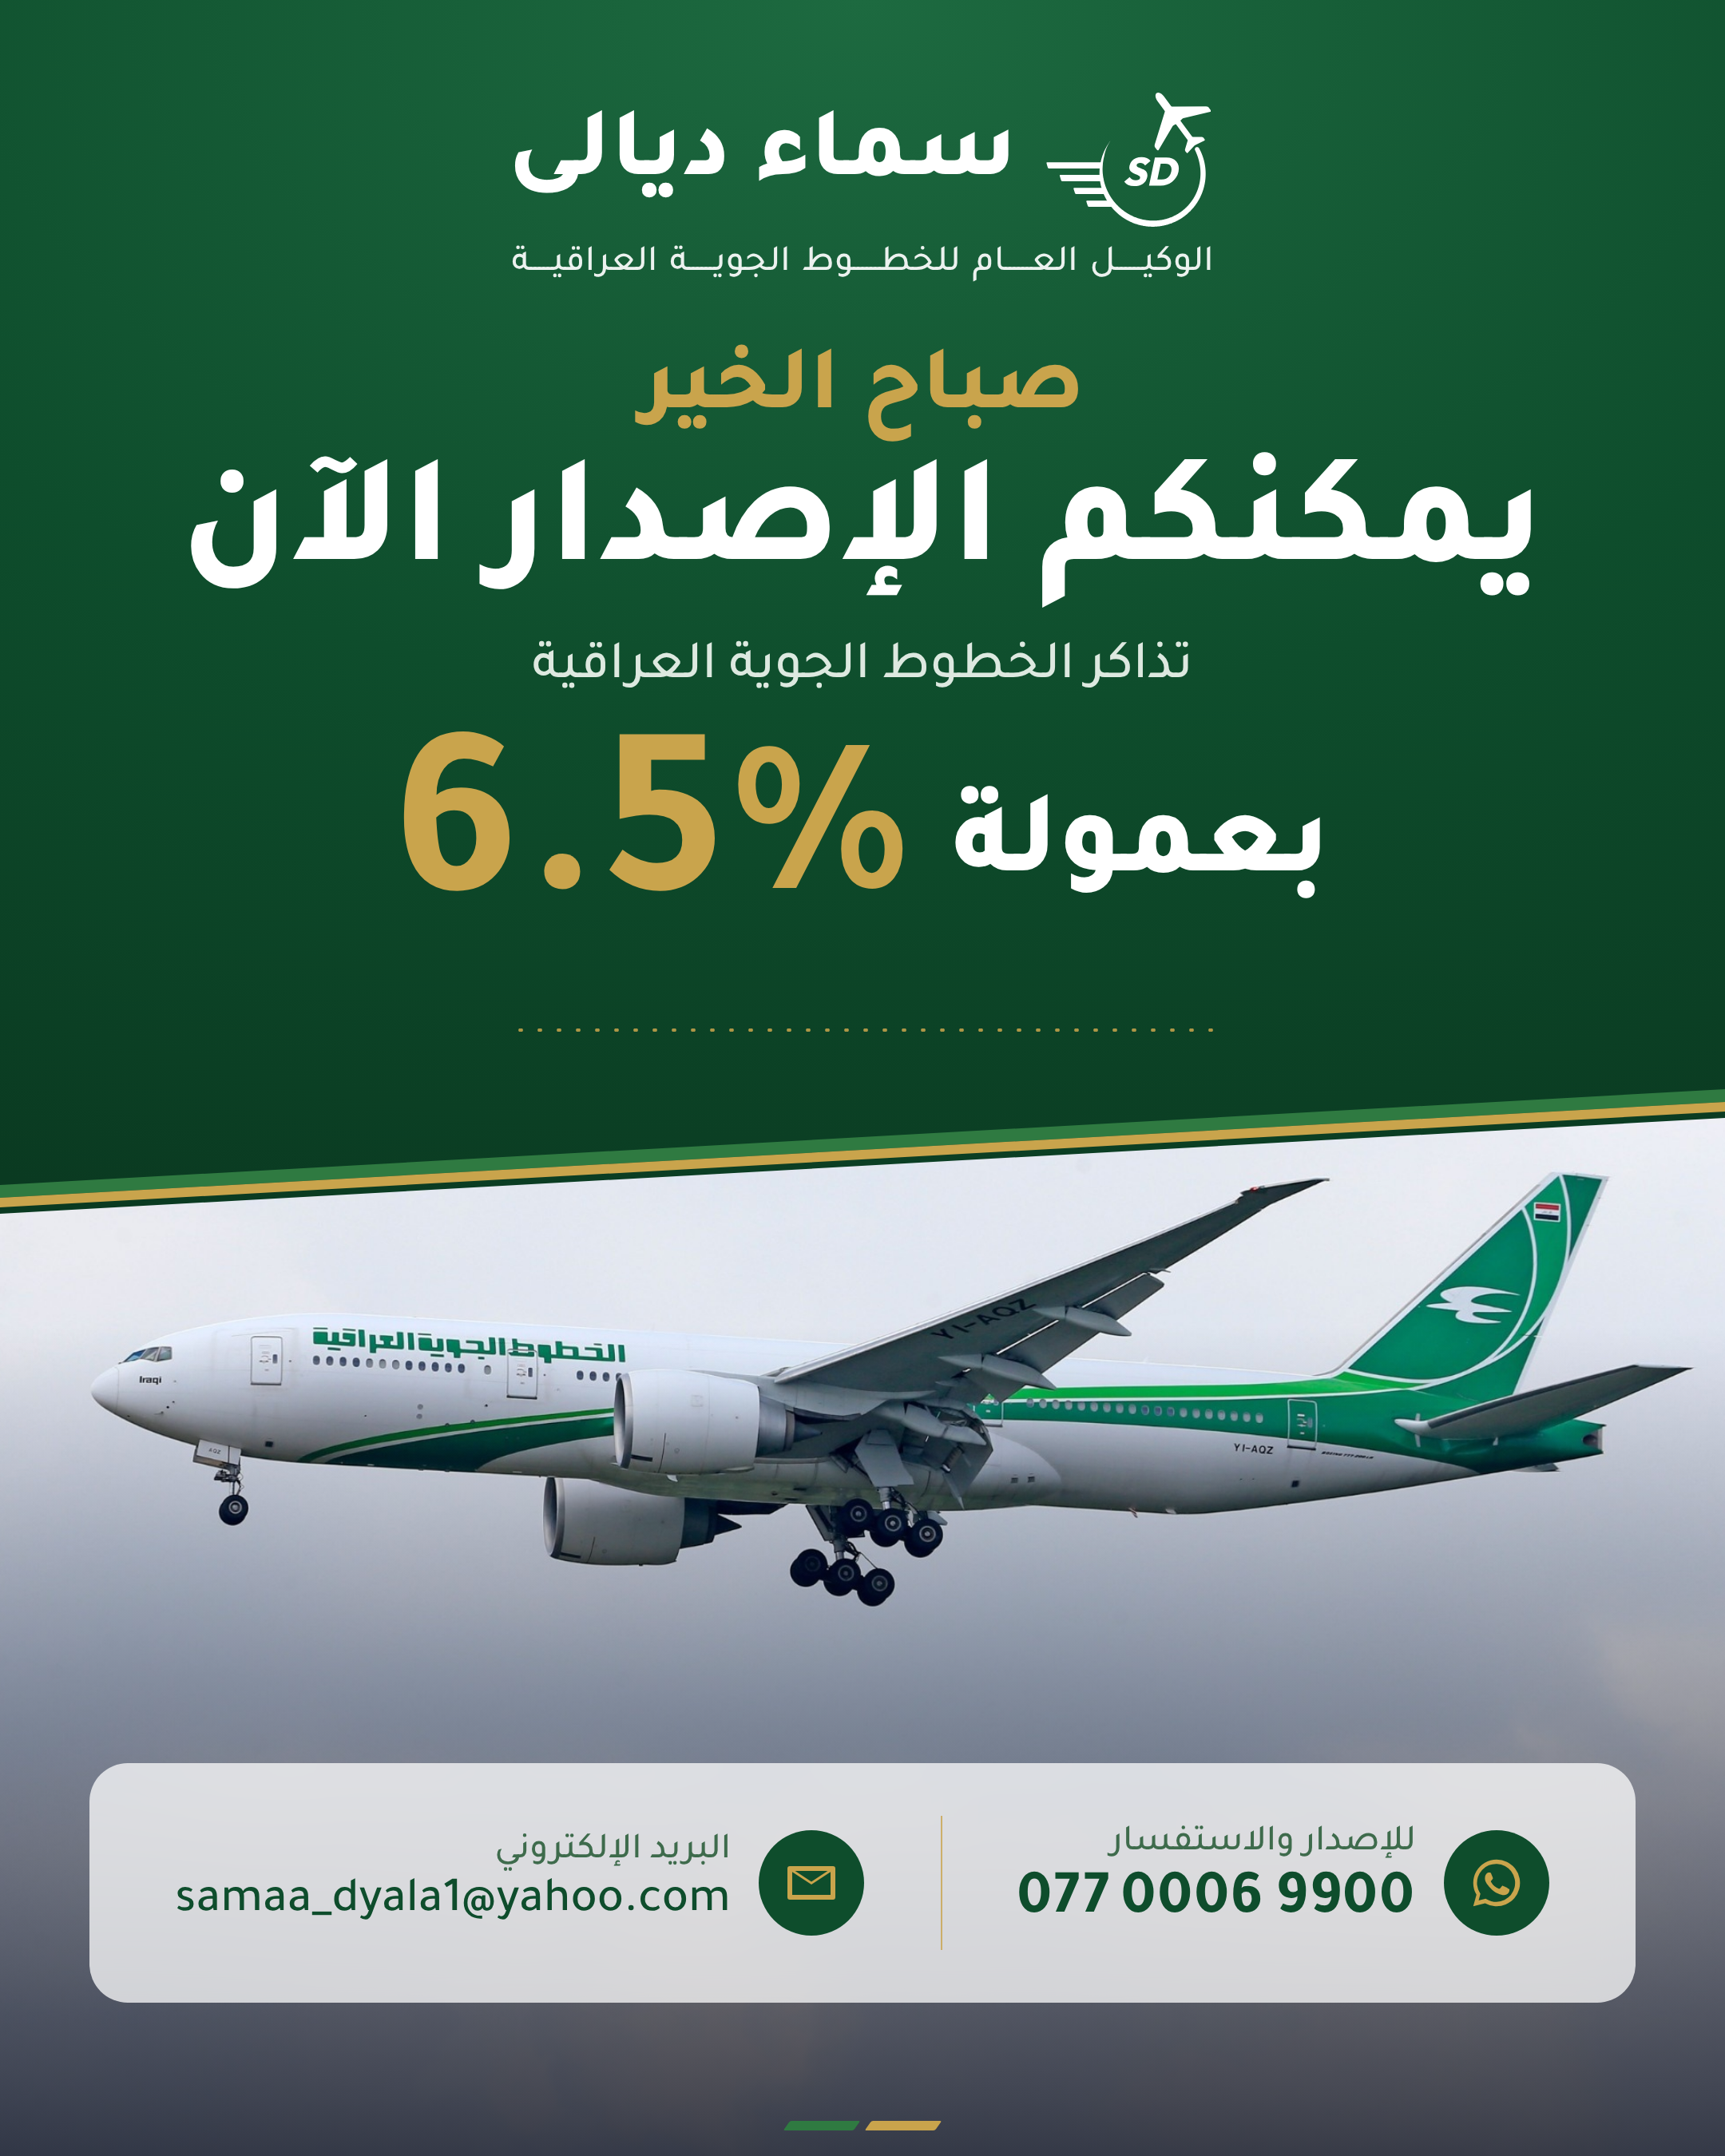 سماء ديالى
SD
الوكيـــل العـــام للخطـــوط الجويـــة العراقيـــة
صباح الخير
يمكنكم الإصدار الآن
تذاكر الخطوط الجوية العراقية
بعمولة 6.5%
الخطوط الجوية العراقية
Iraqi
YI-AQZ
AQZ
YI-AQZ
للإصدار والاستفسار
077 0006 9900
البريد الإلكتروني
samaa_dyala1@yahoo.com